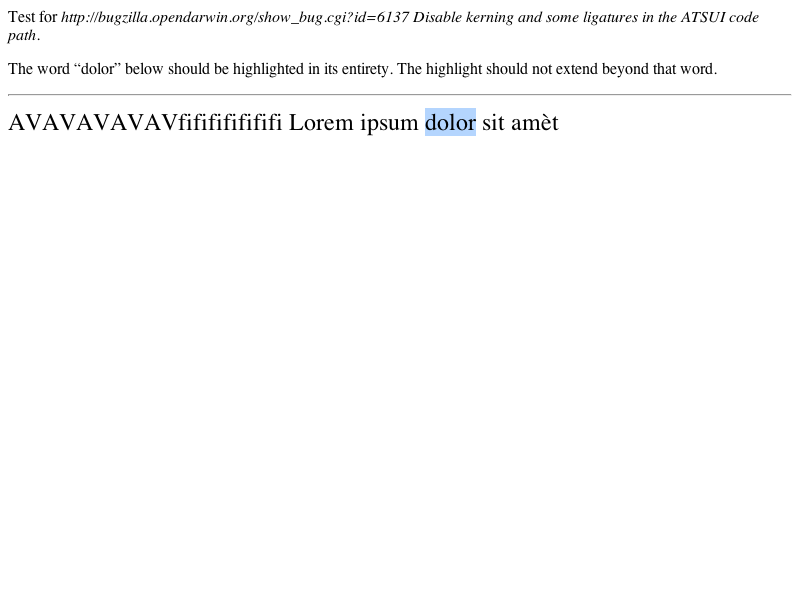 Test for http://bugzilla.opendarwin.org/show_bug.cgi?id=6137 Disable kerning and some ligatures in the ATSUI code
path.
The word “dolor” below should be highlighted in its entirety. The highlight should not extend beyond that word.
AVAVAVAVAVfifififififififi Lorem ipsum dolor sit amèt